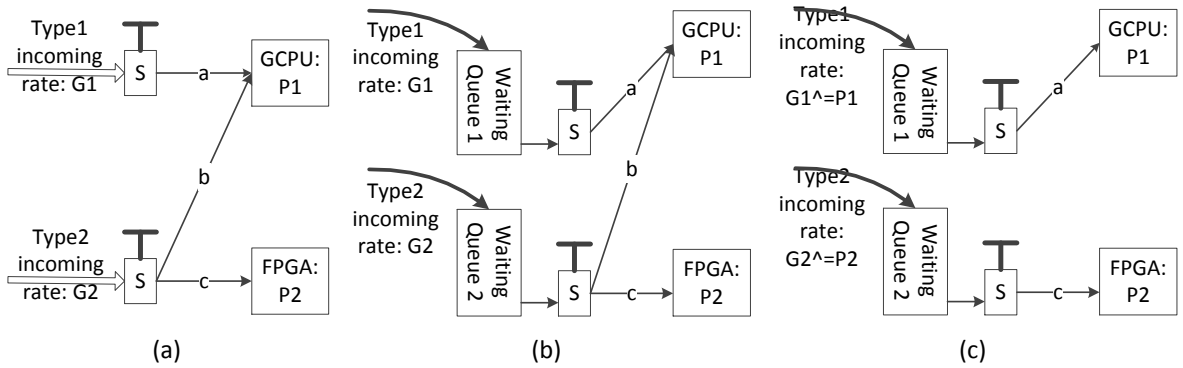 Type1
incoming
rate: G1
S
a
GCPU:
P1
b
Type2
incoming
rate: G2
S
c
FPGA:
P2
(a)
Type1
incoming
rate: G1
Waiting
Queue 1
S
a
GCPU:
P1
b
Type2
incoming
rate: G2
Waiting
Queue 2
S
c
FPGA:
P2
(b)
Type1
incoming
rate:
G1^=P1
Waiting
Queue 1
S
a
GCPU:
P1
Type2
incoming
rate:
G2^=P2
Waiting
Queue 2
S
c
FPGA:
P2
(c)